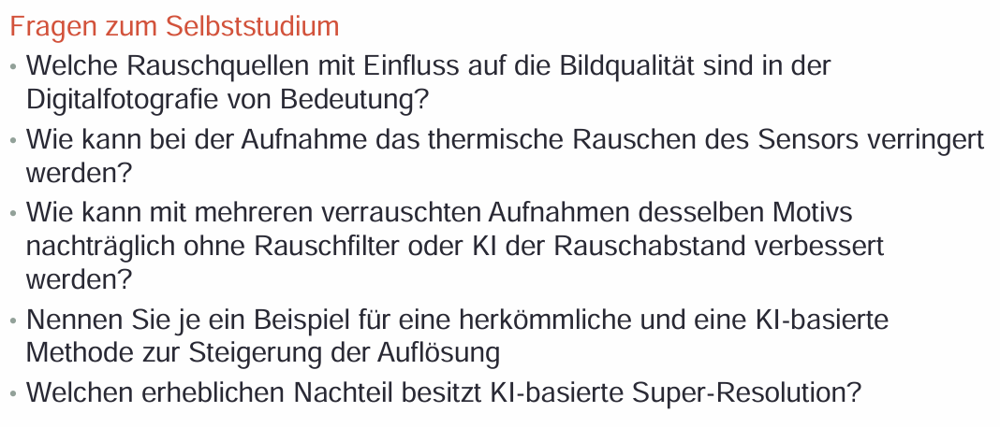 Fragen zum Selbststudium
• Welche Rauschquellen mit Einfluss auf die Bildqualität sind in der
Digitalfotografie von Bedeutung?
• Wie kann bei der Aufnahme das thermische Rauschen des Sensors verringert
werden?
• Wie kann mit mehreren verrauschten Aufnahmen desselben Motivs
nachträglich ohne Rauschfilter oder KI der Rauschabstand verbessert
werden?
• Nennen Sie je ein Beispiel für eine herkömmliche und eine KI-basierte
Methode zur Steigerung der Auflösung
• Welchen erheblichen Nachteil besitzt KI-basierte Super-Resolution?